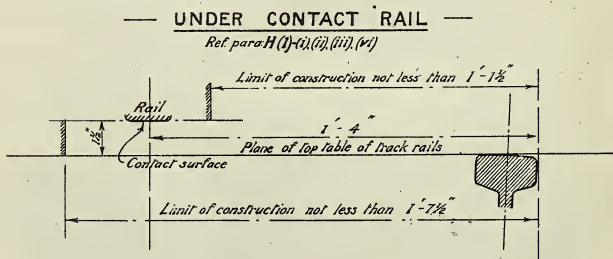 UNDER CONTACT RAIL
Ref. para: H (1)-(i), (ii), (iii), (vi)
Limit of construction not less than 1'-1½"
Rail
1½"
1'-4"
Plane of top table of track rails
Contact surface
Limit of construction not less than 1'-7½"